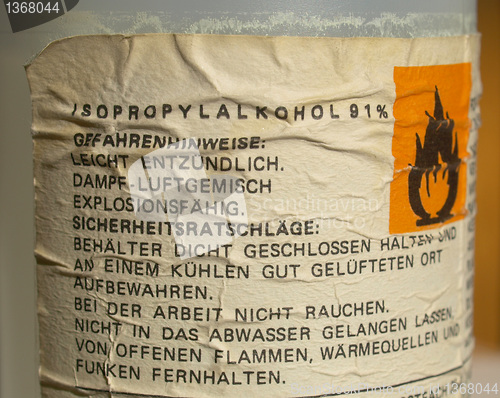 ISOPROPYLALKOHOL 91%
GEFAHRENHINWEISE:
LEICHT ENTZÜNDLICH.
DAMPF-LUFTGEMISCH
EXPLOSIONSFÄHIG.
SICHERHEITSRATSCHLÄGE:
BEHÄLTER DICHT GESCHLOSSEN HALTEN UND
AN EINEM KÜHLEN GUT GELÜFTETEN ORT
AUFBEWAHREN.
BEI DER ARBEIT NICHT RAUCHEN.
NICHT IN DAS ABWASSER GELANGEN LASSEN,
VON OFFENEN FLAMMEN, WÄRMEQUELLEN UND
FUNKEN FERNHALTEN.
© 1368044